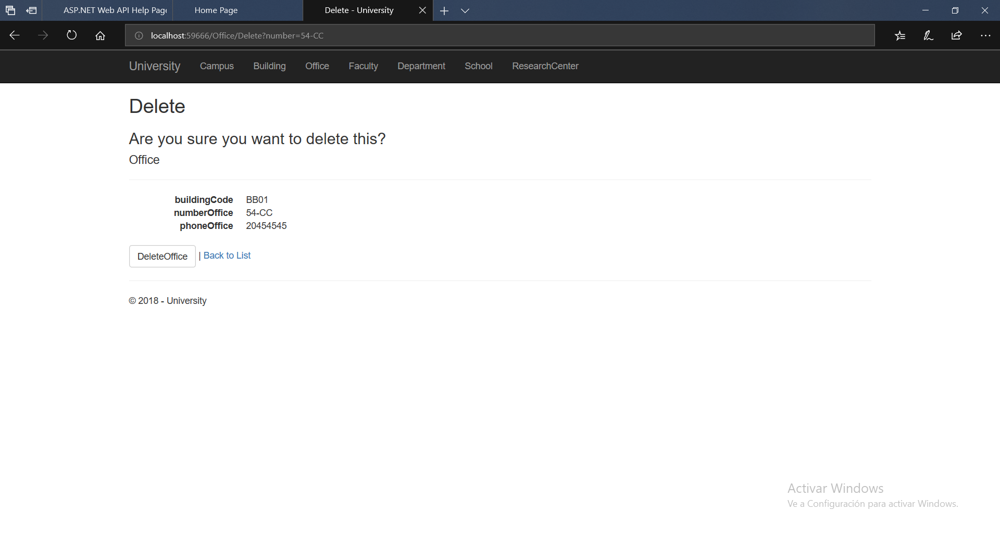 ASP.NET Web API Help Page
Home Page
Delete - University
localhost:59666/Office/Delete?number=54-CC
University Campus Building Office Faculty Department School ResearchCenter
Delete
Are you sure you want to delete this?
Office
buildingCode BB01
numberOffice 54-CC
phoneOffice 20454545
DeleteOffice | Back to List
© 2018 - University
Activar Windows
Ve a Configuración para activar Windows.